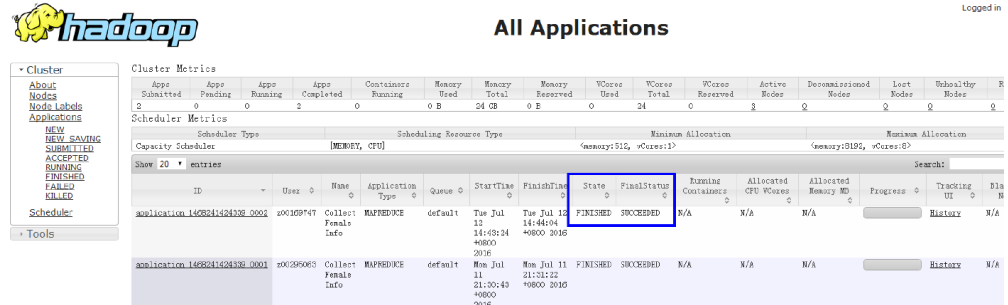 Logged in
hadoop
All Applications
Cluster
About
Nodes
Node Labels
Applications
NEW
NEW_SAVING
SUBMITTED
ACCEPTED
RUNNING
FINISHED
FAILED
KILLED
Scheduler
Tools
Cluster Metrics
Apps Submitted Apps Pending Apps Running Apps Completed Containers Running Memory Used Memory Total Memory Reserved VCores Used VCores Total VCores Reserved Active Nodes Decommissioned Nodes Lost Nodes Unhealthy Nodes
2 0 0 2 0 0 B 24 GB 0 B 0 24 0 3 0 0 0 0
Scheduler Metrics
Scheduler Type Scheduling Resource Type Minimum Allocation Maximum Allocation
Capacity Scheduler [MEMORY, CPU] <memory:512, vCores:1> <memory:8192, vCores:8>
Show 20 entries Search:
ID User Name Application Type Queue StartTime FinishTime State FinalStatus Running Containers Allocated CPU VCores Allocated Memory MB Progress Tracking UI
application_1468241424339_0002 z00169747 Collect Female Info MAPREDUCE default Tue Jul 12 14:43:24 +0800 2016 Tue Jul 12 14:44:04 +0800 2016 FINISHED SUCCEEDED N/A N/A N/A History N/A
application_1468241424339_0001 z00295063 Collect Female Info MAPREDUCE default Mon Jul 11 21:30:43 +0800 2016 Mon Jul 11 21:31:22 +0800 2016 FINISHED SUCCEEDED N/A N/A N/A History N/A